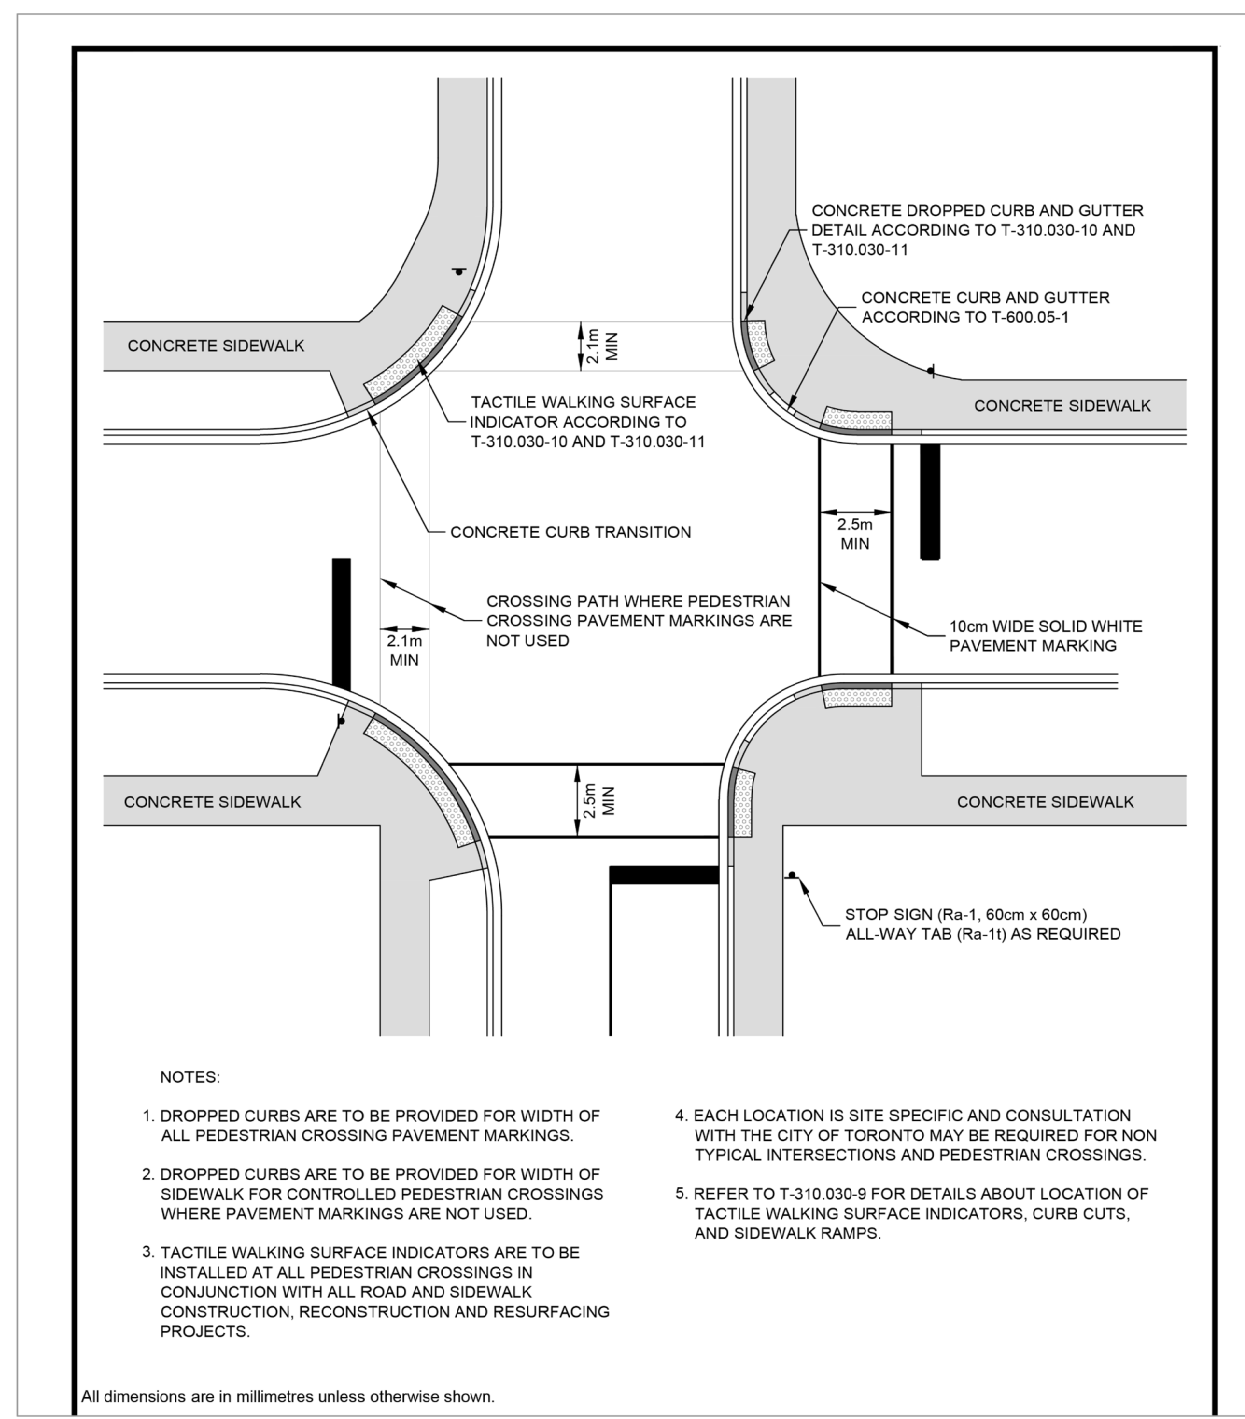 CONCRETE DROPPED CURB AND GUTTER
DETAIL ACCORDING TO T-310.030-10 AND
T-310.030-11
CONCRETE CURB AND GUTTER
ACCORDING TO T-600.05-1
CONCRETE SIDEWALK
2.1m
MIN
TACTILE WALKING SURFACE
INDICATOR ACCORDING TO
T-310.030-10 AND T-310.030-11
CONCRETE SIDEWALK
CONCRETE CURB TRANSITION
2.5m
MIN
CROSSING PATH WHERE PEDESTRIAN
CROSSING PAVEMENT MARKINGS ARE
NOT USED
2.1m
MIN
10cm WIDE SOLID WHITE
PAVEMENT MARKING
CONCRETE SIDEWALK
2.5m
MIN
CONCRETE SIDEWALK
STOP SIGN (Ra-1, 60cm x 60cm)
ALL-WAY TAB (Ra-1t) AS REQUIRED
NOTES:
1. DROPPED CURBS ARE TO BE PROVIDED FOR WIDTH OF
ALL PEDESTRIAN CROSSING PAVEMENT MARKINGS.
2. DROPPED CURBS ARE TO BE PROVIDED FOR WIDTH OF
SIDEWALK FOR CONTROLLED PEDESTRIAN CROSSINGS
WHERE PAVEMENT MARKINGS ARE NOT USED.
3. TACTILE WALKING SURFACE INDICATORS ARE TO BE
INSTALLED AT ALL PEDESTRIAN CROSSINGS IN
CONJUNCTION WITH ALL ROAD AND SIDEWALK
CONSTRUCTION, RECONSTRUCTION AND RESURFACING
PROJECTS.
4. EACH LOCATION IS SITE SPECIFIC AND CONSULTATION
WITH THE CITY OF TORONTO MAY BE REQUIRED FOR NON
TYPICAL INTERSECTIONS AND PEDESTRIAN CROSSINGS.
5. REFER TO T-310.030-9 FOR DETAILS ABOUT LOCATION OF
TACTILE WALKING SURFACE INDICATORS, CURB CUTS,
AND SIDEWALK RAMPS.
All dimensions are in millimetres unless otherwise shown.